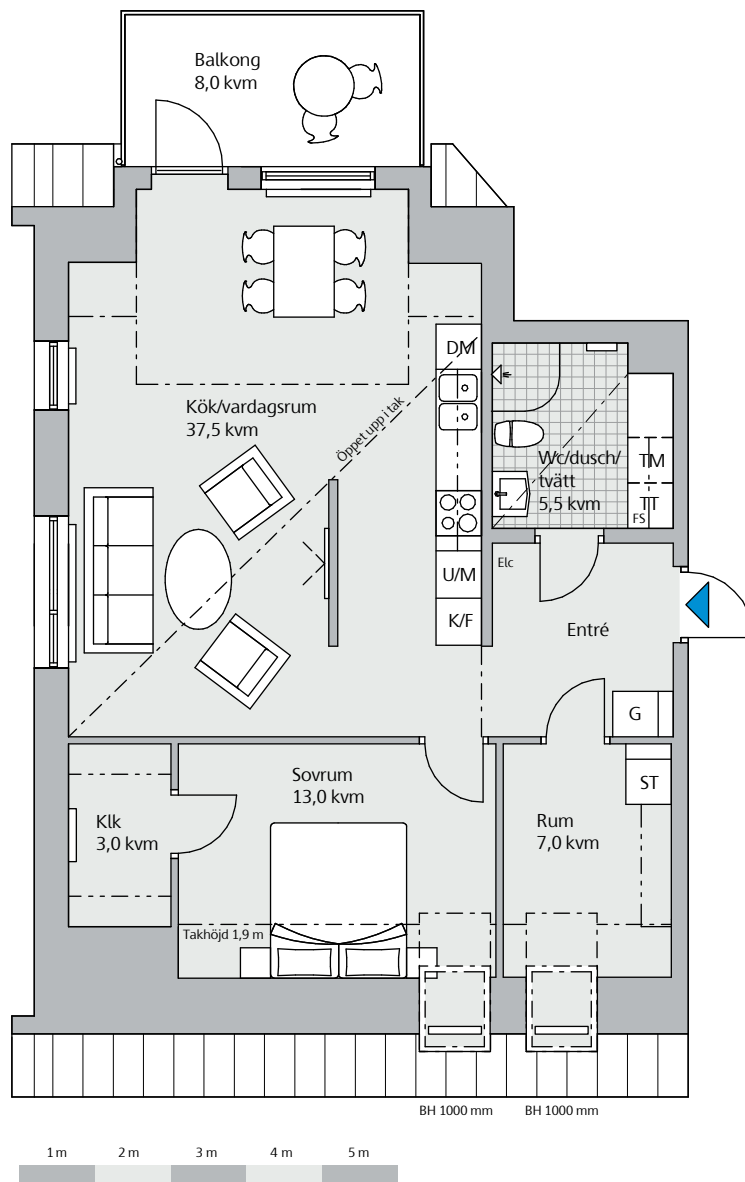 Balkong
8,0 kvm
DM
Kök/vardagsrum
37,5 kvm
Öppet upp i tak
Wc/dusch/
tvätt
5,5 kvm
TM
TT
FS
Elc
U/M
K/F
Entré
G
Sovrum
13,0 kvm
ST
Klk
3,0 kvm
Rum
7,0 kvm
Takhöjd 1,9 m
BH 1000 mm
BH 1000 mm
1 m
2 m
3 m
4 m
5 m